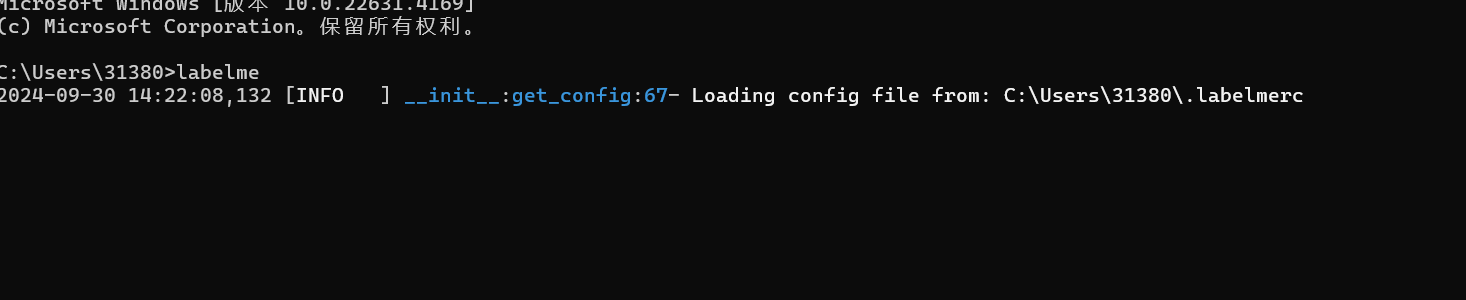 Microsoft Windows [版本 10.0.22631.4169]
(c) Microsoft Corporation。保留所有权利。
C:\Users\31380>labelme
2024-09-30 14:22:08,132 [INFO   ] __init__:get_config:67- Loading config file from: C:\Users\31380\.labelmerc